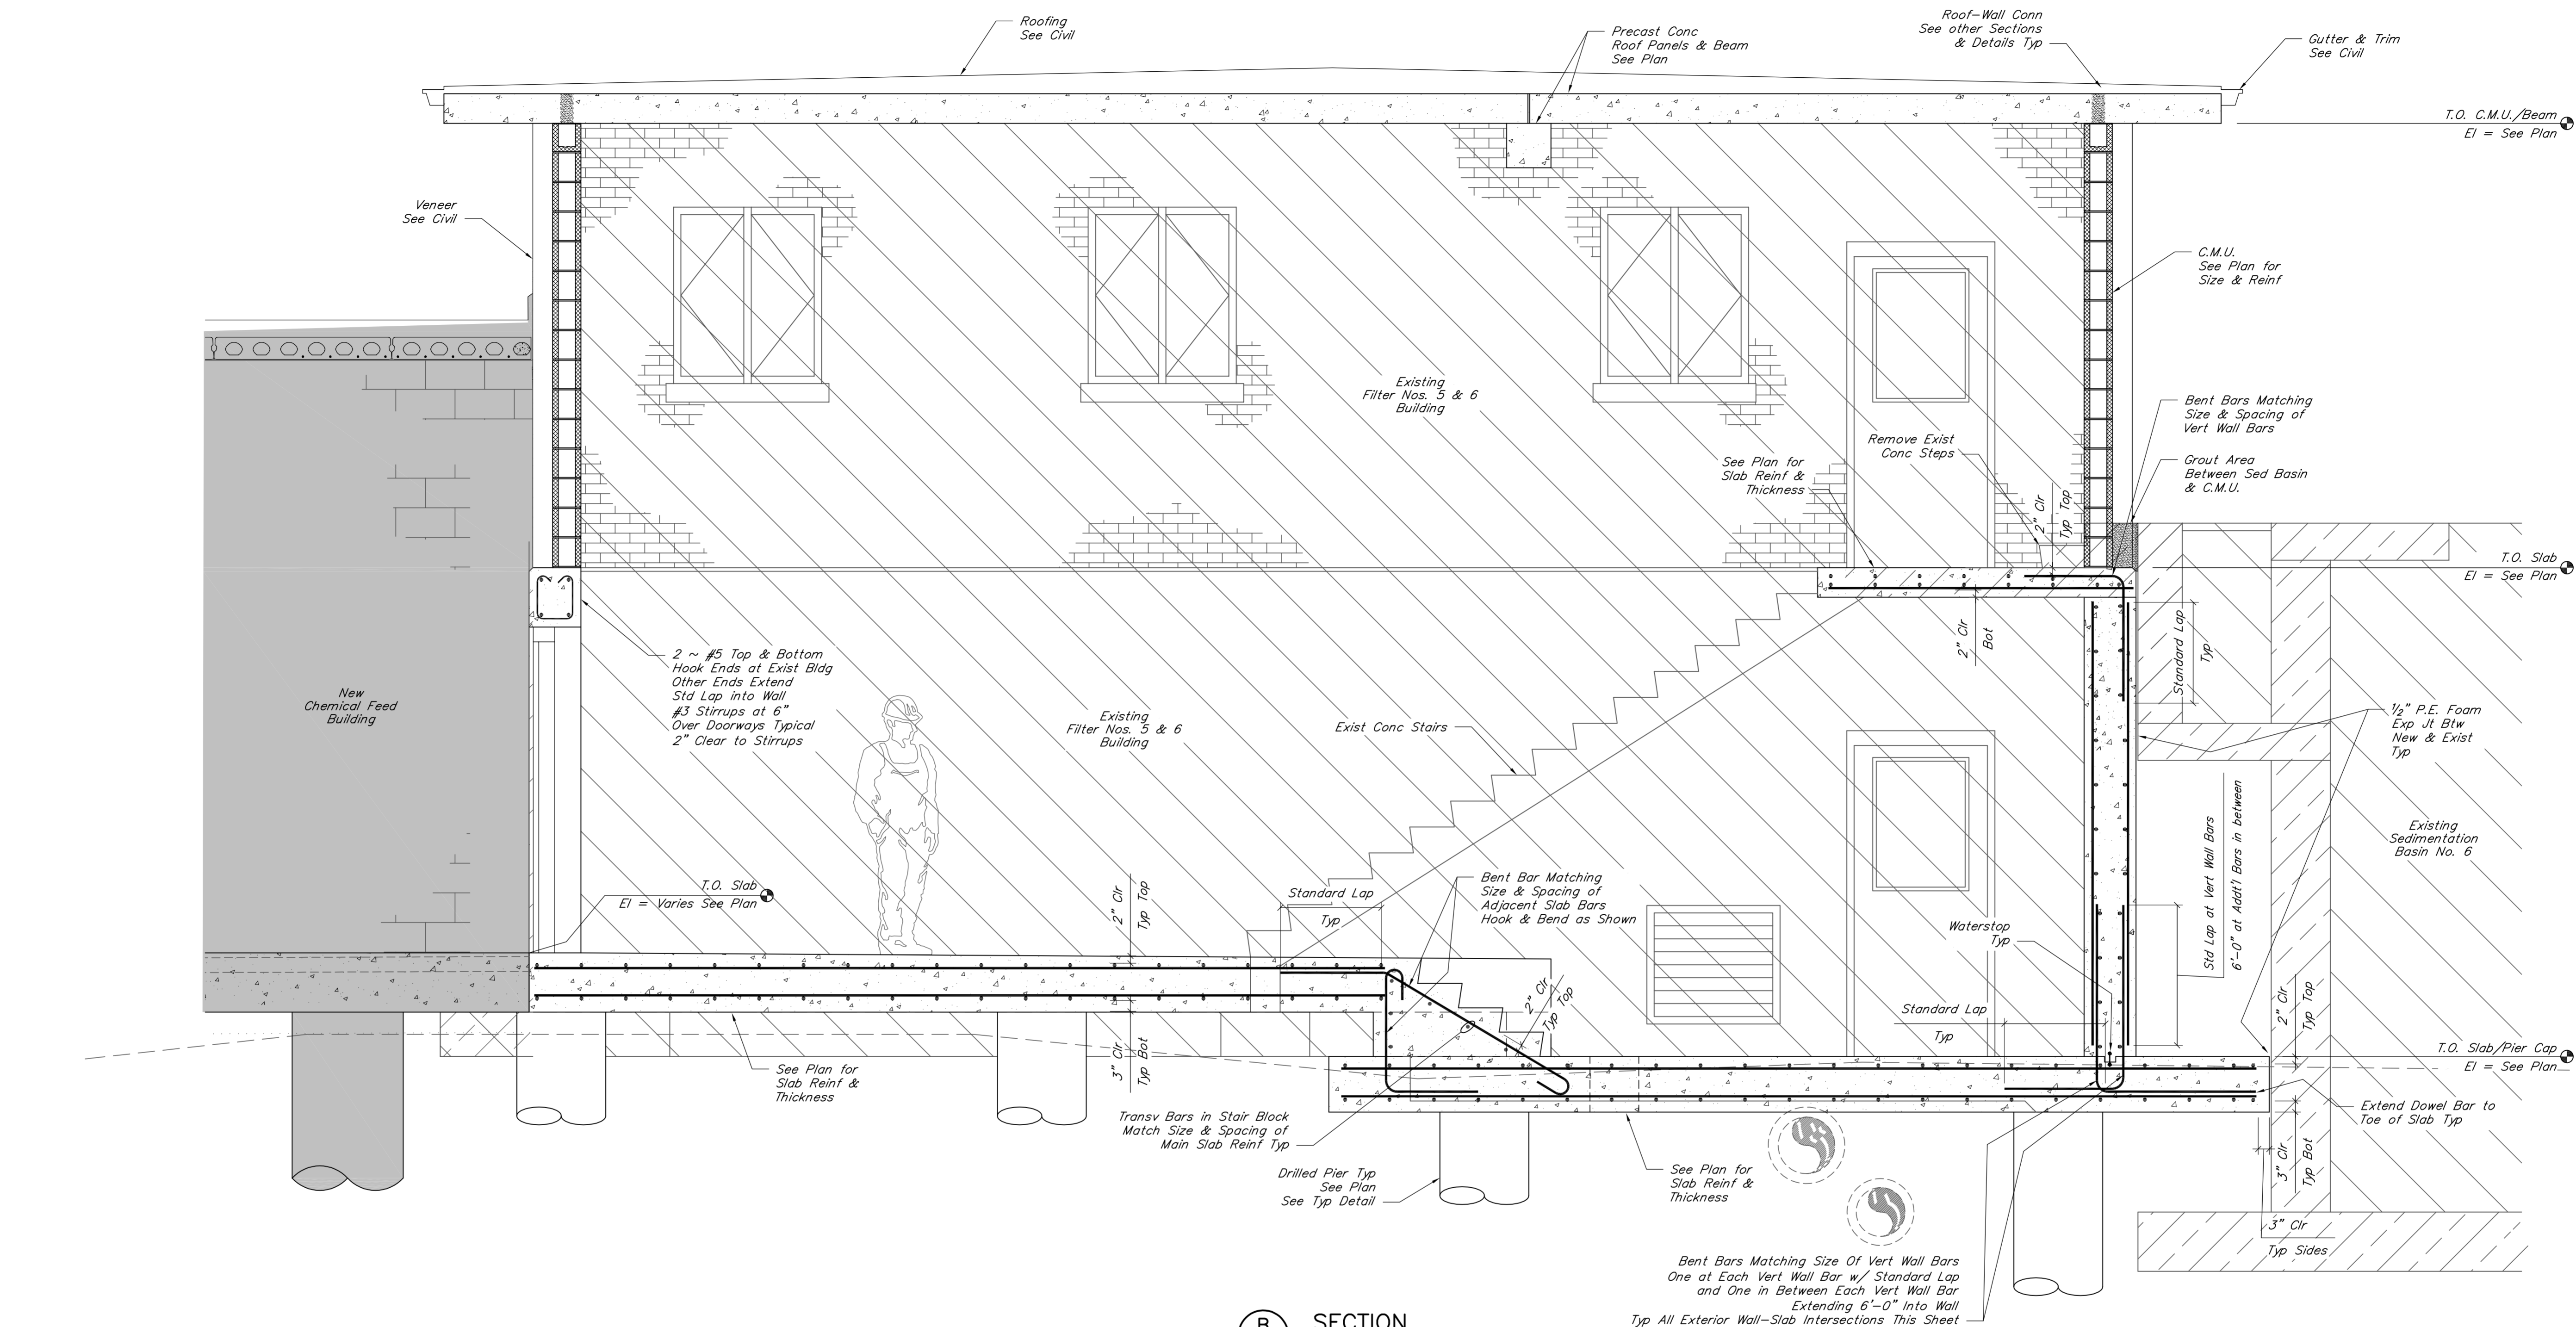 Roofing
See Civil
Precast Conc
Roof Panels & Beam
See Plan
Roof-Wall Conn
See other Sections
& Details Typ
Gutter & Trim
See Civil
T.O. C.M.U./Beam
El = See Plan
Veneer
See Civil
C.M.U.
See Plan for
Size & Reinf
Existing
Filter Nos. 5 & 6
Building
Bent Bars Matching
Size & Spacing of
Vert Wall Bars
Remove Exist
Conc Steps
See Plan for
Slab Reinf &
Thickness
Grout Area
Between Sed Basin
& C.M.U.
2" Clr
Typ Top
T.O. Slab
El = See Plan
2" Clr
Bot
Standard Lap
Typ
2 ~ #5 Top & Bottom
Hook Ends at Exist Bldg
Other Ends Extend
Std Lap into Wall
#3 Stirrups at 6"
Over Doorways Typical
2" Clear to Stirrups
New
Chemical Feed
Building
Existing
Filter Nos. 5 & 6
Building
Exist Conc Stairs
1/2" P.E. Foam
Exp Jt Btw
New & Exist
Typ
Existing
Sedimentation
Basin No. 6
Std Lap at Vert Wall Bars
6'-0" at Addt'l Bars in between
T.O. Slab
El = Varies See Plan
2" Clr
Typ Top
Standard Lap
Typ
Bent Bar Matching
Size & Spacing of
Adjacent Slab Bars
Hook & Bend as Shown
Waterstop
Typ
2" Clr
Typ Top
Standard Lap
Typ
2" Clr
Typ Top
T.O. Slab/Pier Cap
El = See Plan
3" Clr
Typ Bot
See Plan for
Slab Reinf &
Thickness
Transv Bars in Stair Block
Match Size & Spacing of
Main Slab Reinf Typ
Extend Dowel Bar to
Toe of Slab Typ
Drilled Pier Typ
See Plan
See Typ Detail
See Plan for
Slab Reinf &
Thickness
3" Clr
Typ Bot
3" Clr
Typ Sides
Bent Bars Matching Size Of Vert Wall Bars
One at Each Vert Wall Bar w/ Standard Lap
and One in Between Each Vert Wall Bar
Extending 6'-0" Into Wall
Typ All Exterior Wall-Slab Intersections This Sheet
B SECTION